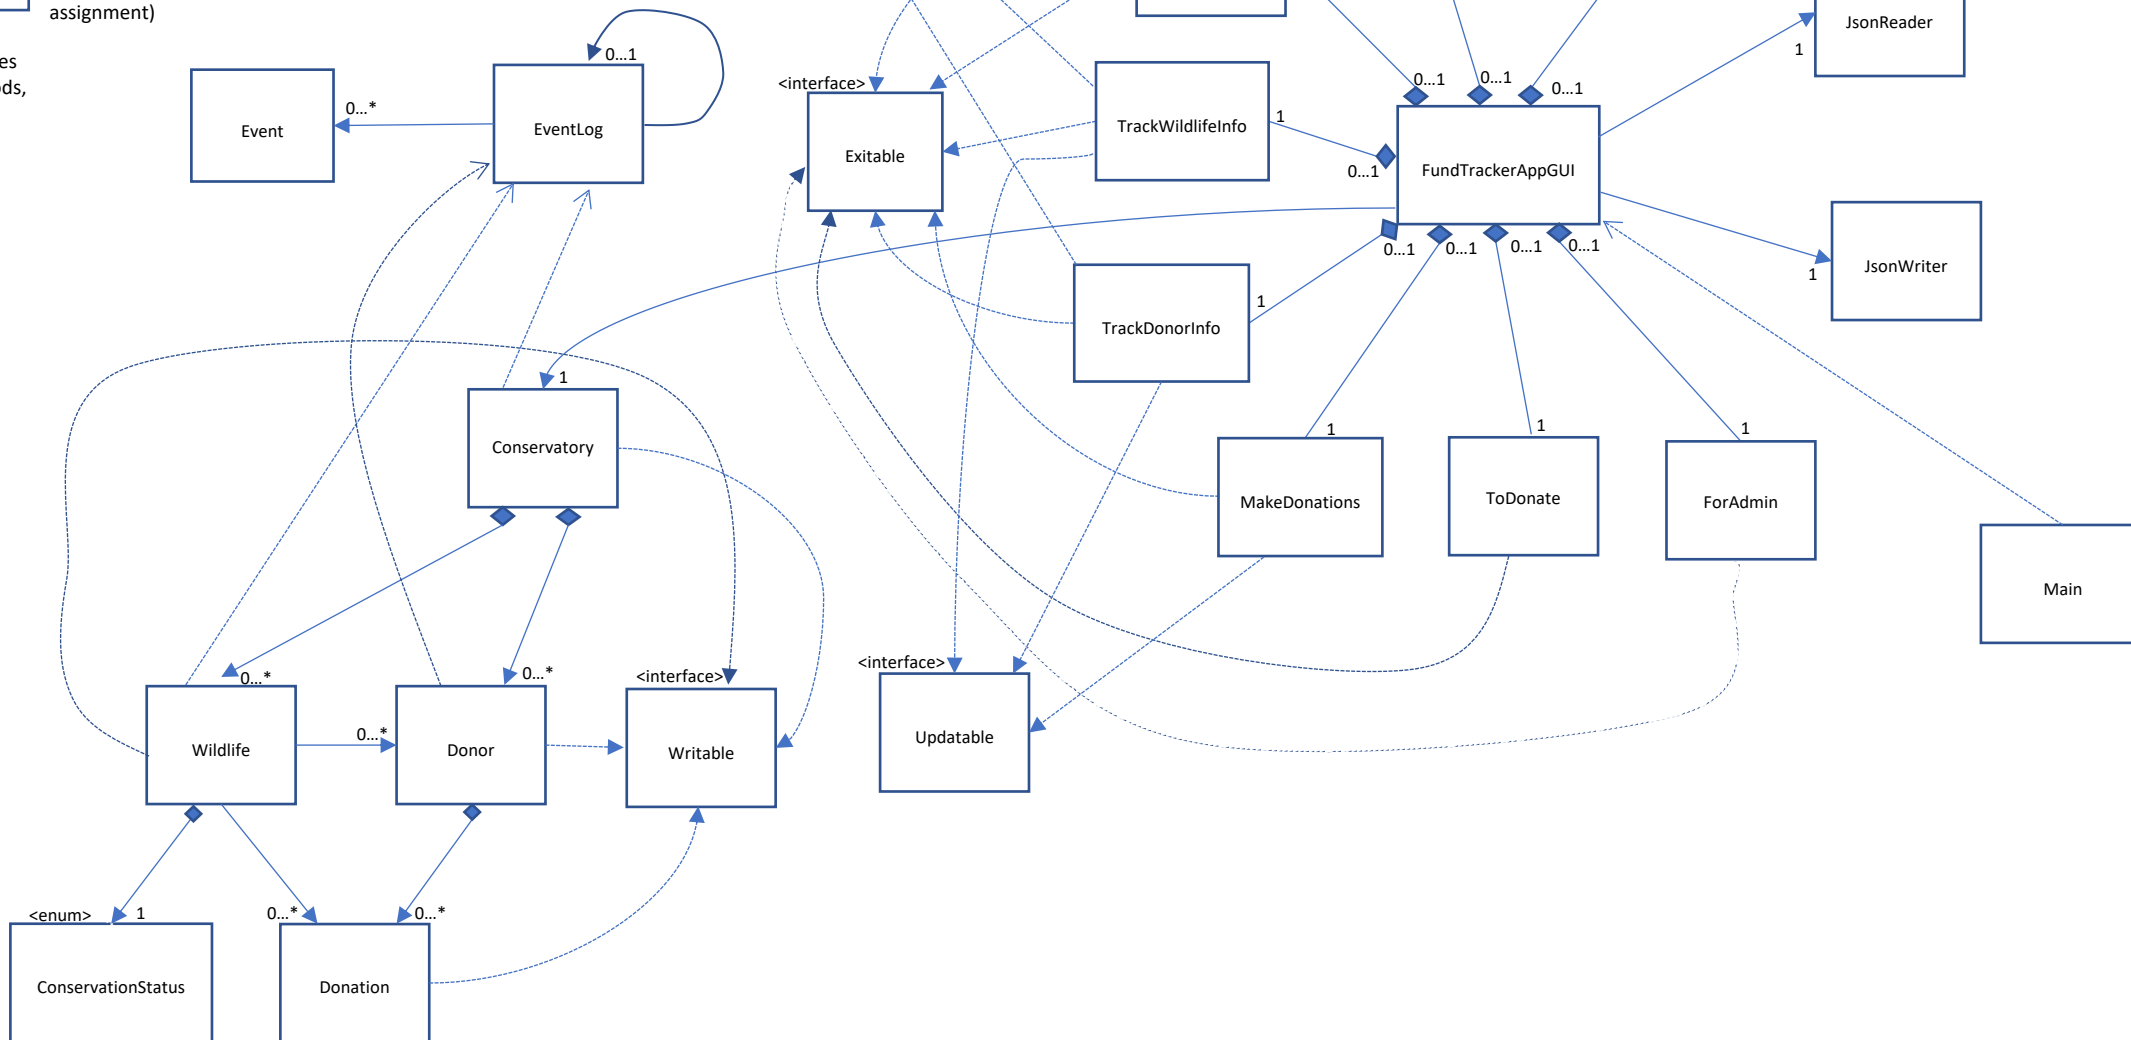 assignment)
es
ds,
JsonReader
1
0...1
Event
0...*
EventLog
<interface>
Exitable
TrackWildlifeInfo
1
0...1
0...1
0...1
0...1
FundTrackerAppGUI
0...1
0...1
0...1
0...1
JsonWriter
1
TrackDonorInfo
1
1
Conservatory
1
MakeDonations
1
ToDonate
1
ForAdmin
Main
0...*
0...*
<interface>
<interface>
Wildlife
0...*
Donor
Writable
Updatable
<enum>
1
0...*
0...*
ConservationStatus
Donation